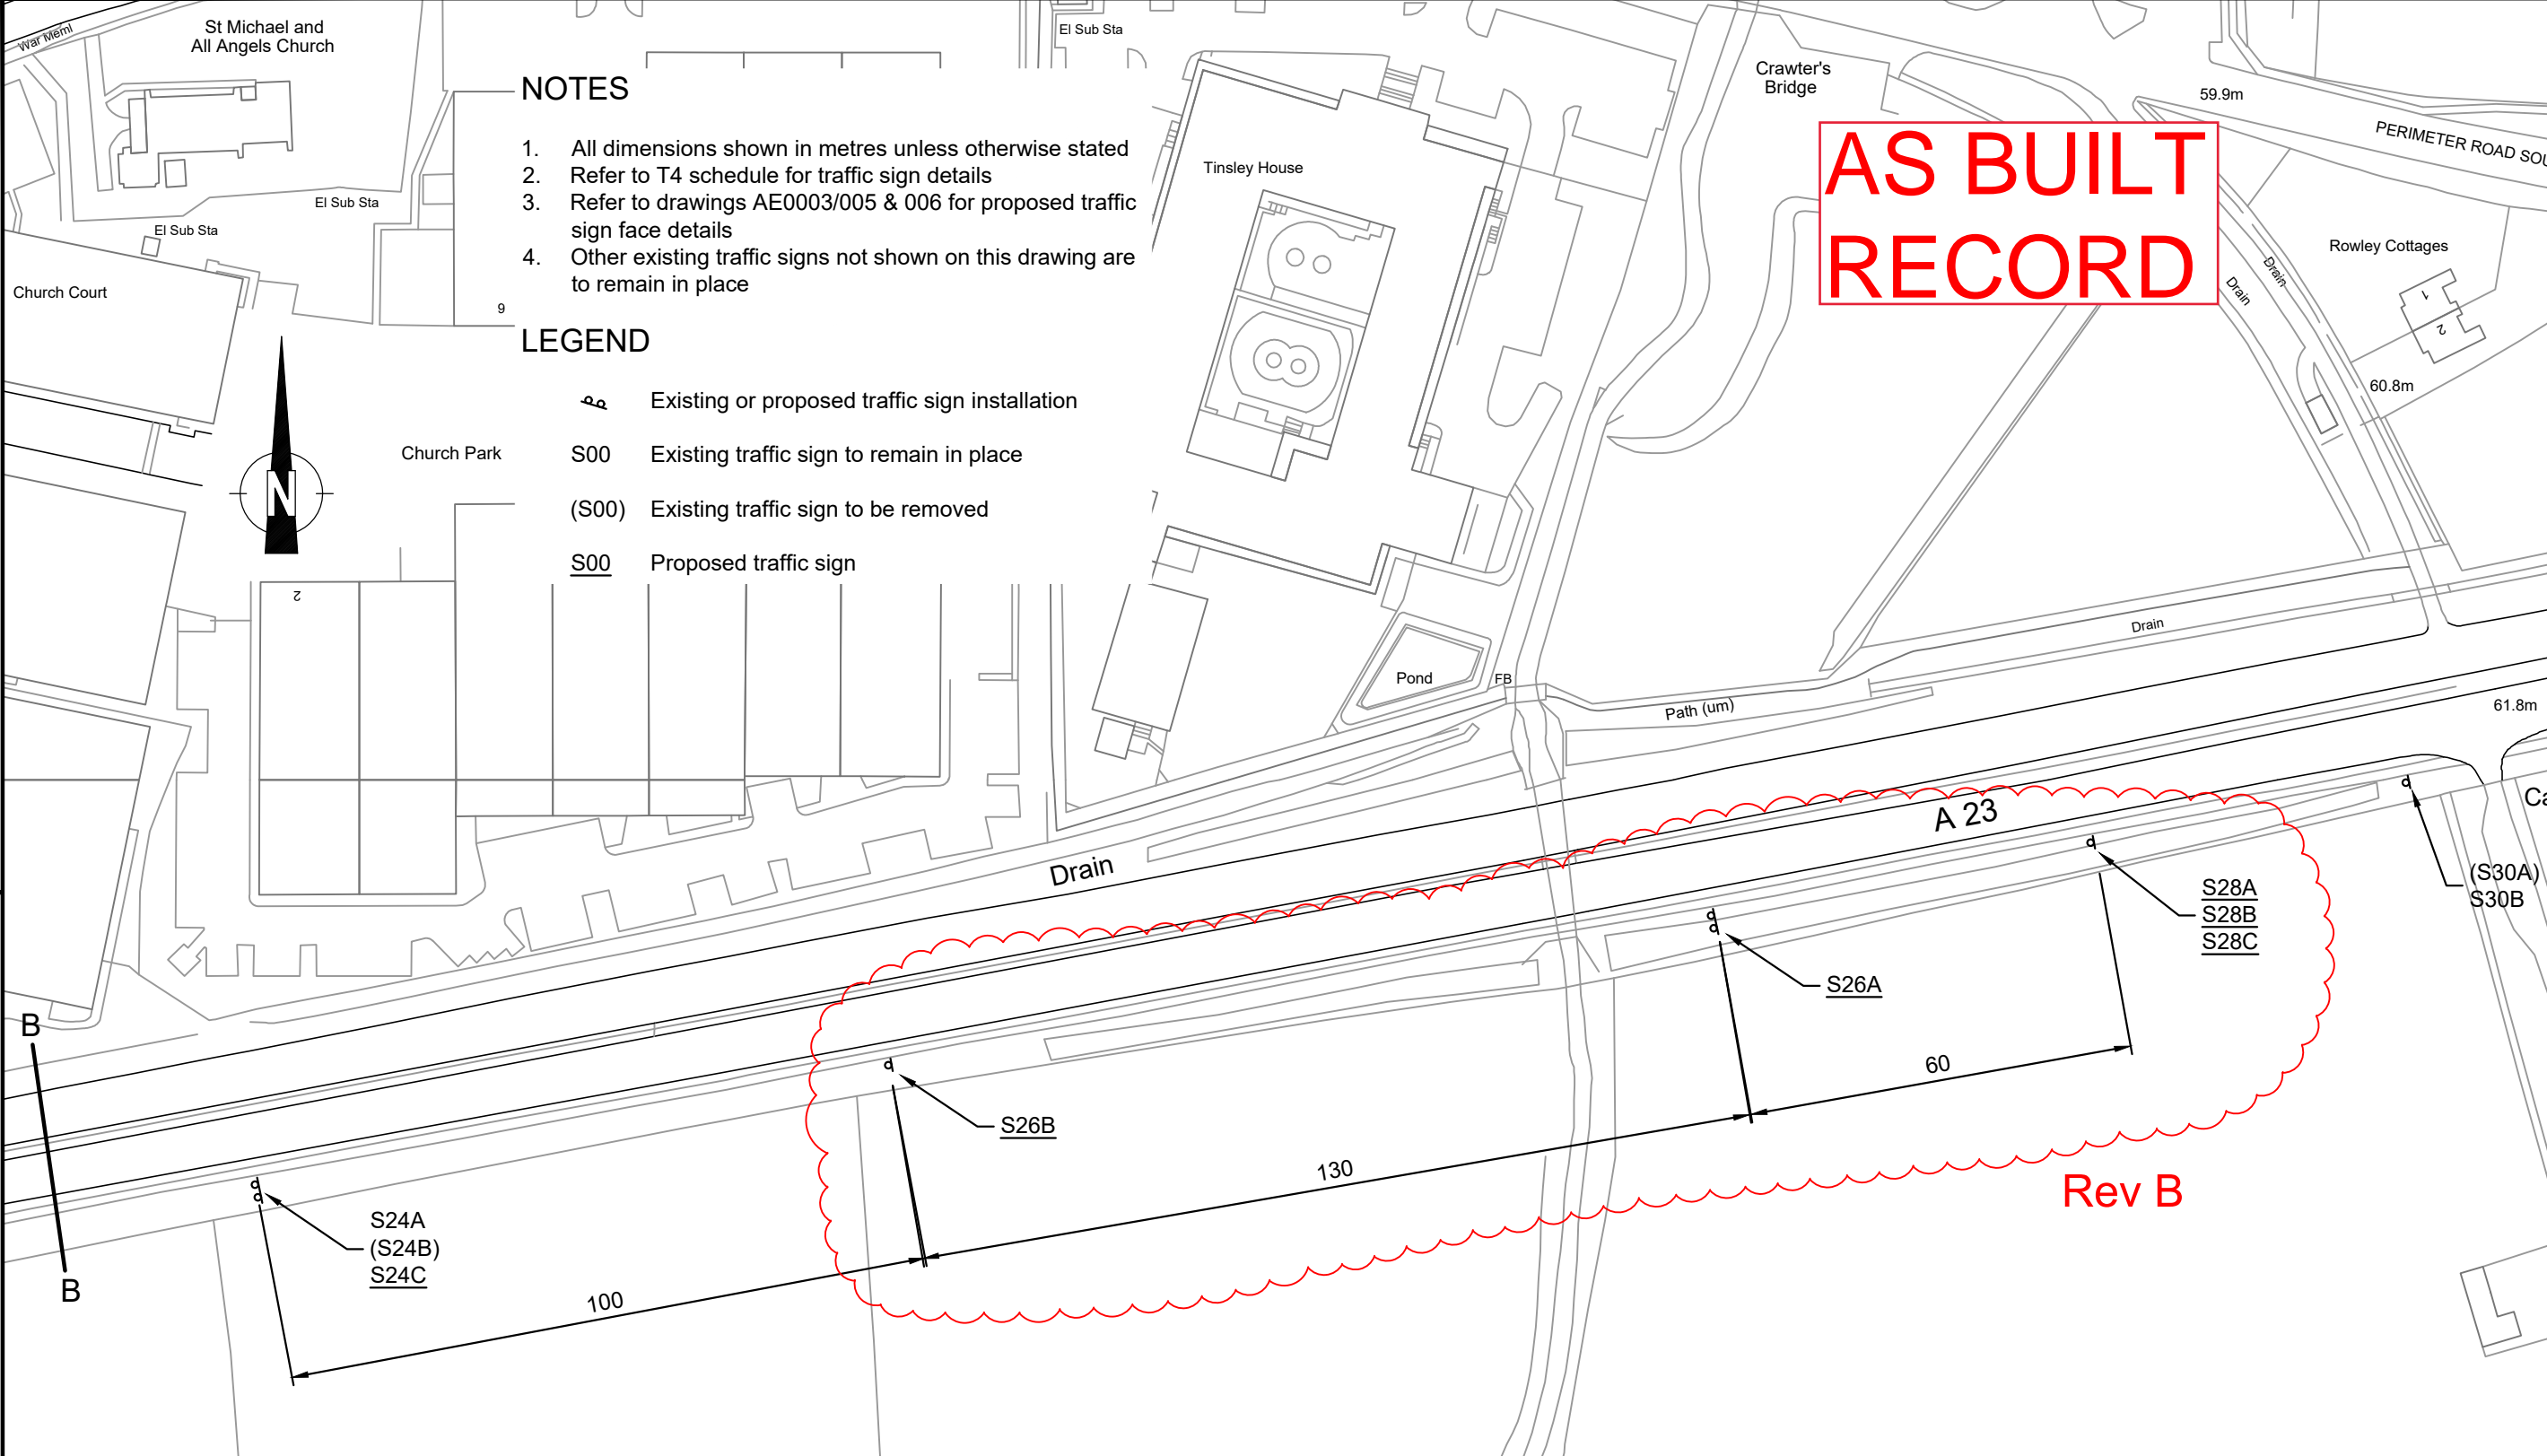 War Meml
St Michael and
All Angels Church
El Sub Sta
El Sub Sta
El Sub Sta
Church Court
9
Church Park
2
N
NOTES
1. All dimensions shown in metres unless otherwise stated
2. Refer to T4 schedule for traffic sign details
3. Refer to drawings AE0003/005 & 006 for proposed traffic
sign face details
4. Other existing traffic signs not shown on this drawing are
to remain in place
LEGEND
Existing or proposed traffic sign installation
S00 Existing traffic sign to remain in place
(S00) Existing traffic sign to be removed
S00 Proposed traffic sign
Tinsley House
Crawter's
Bridge
AS BUILT
RECORD
59.9m
PERIMETER ROAD SOU
Drain
Drain
Rowley Cottages
1
2
60.8m
Drain
Pond
FB
Path (um)
61.8m
Drain
A 23
Ca
(S30A)
S30B
S28A
S28B
S28C
S26A
60
S26B
130
Rev B
B
B
S24A
(S24B)
S24C
100